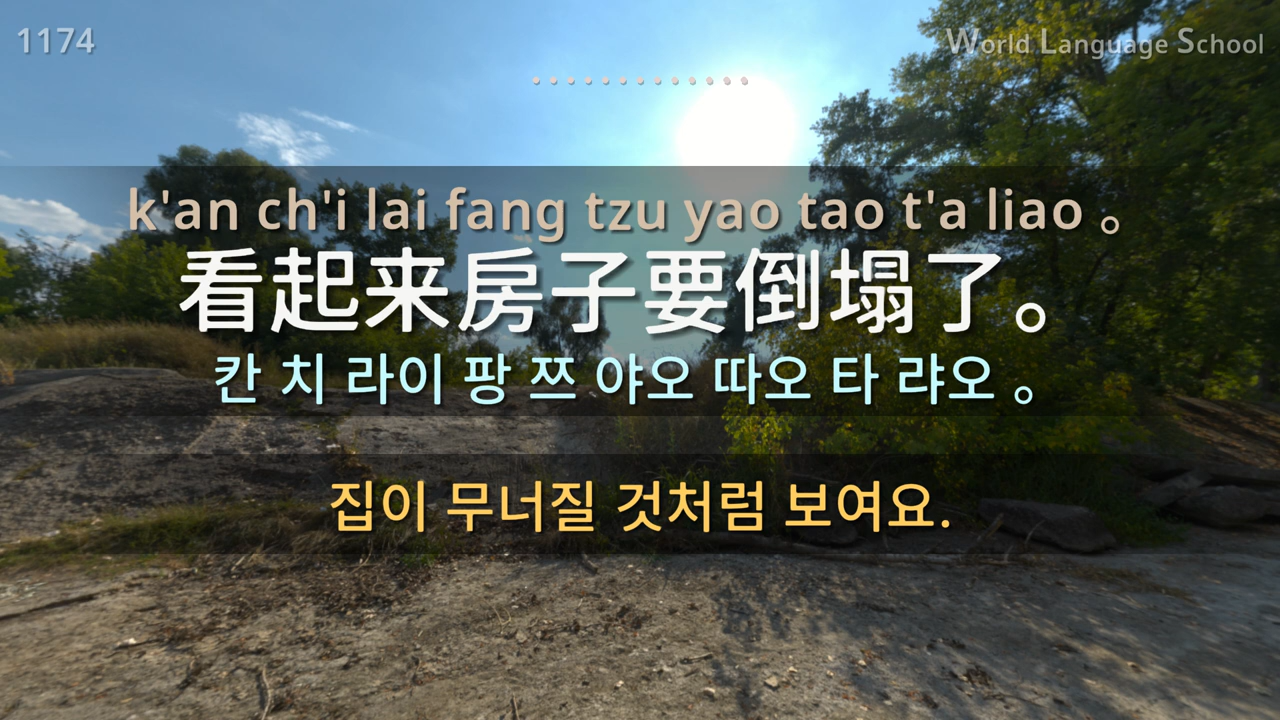 1174
World Language School
k'an ch'i lai fang tzu yao tao t'a liao 。
看起来房子要倒塌了。
칸 치 라이 팡 쯔 야오 따오 타 랴오 。
집이 무너질 것처럼 보여요.